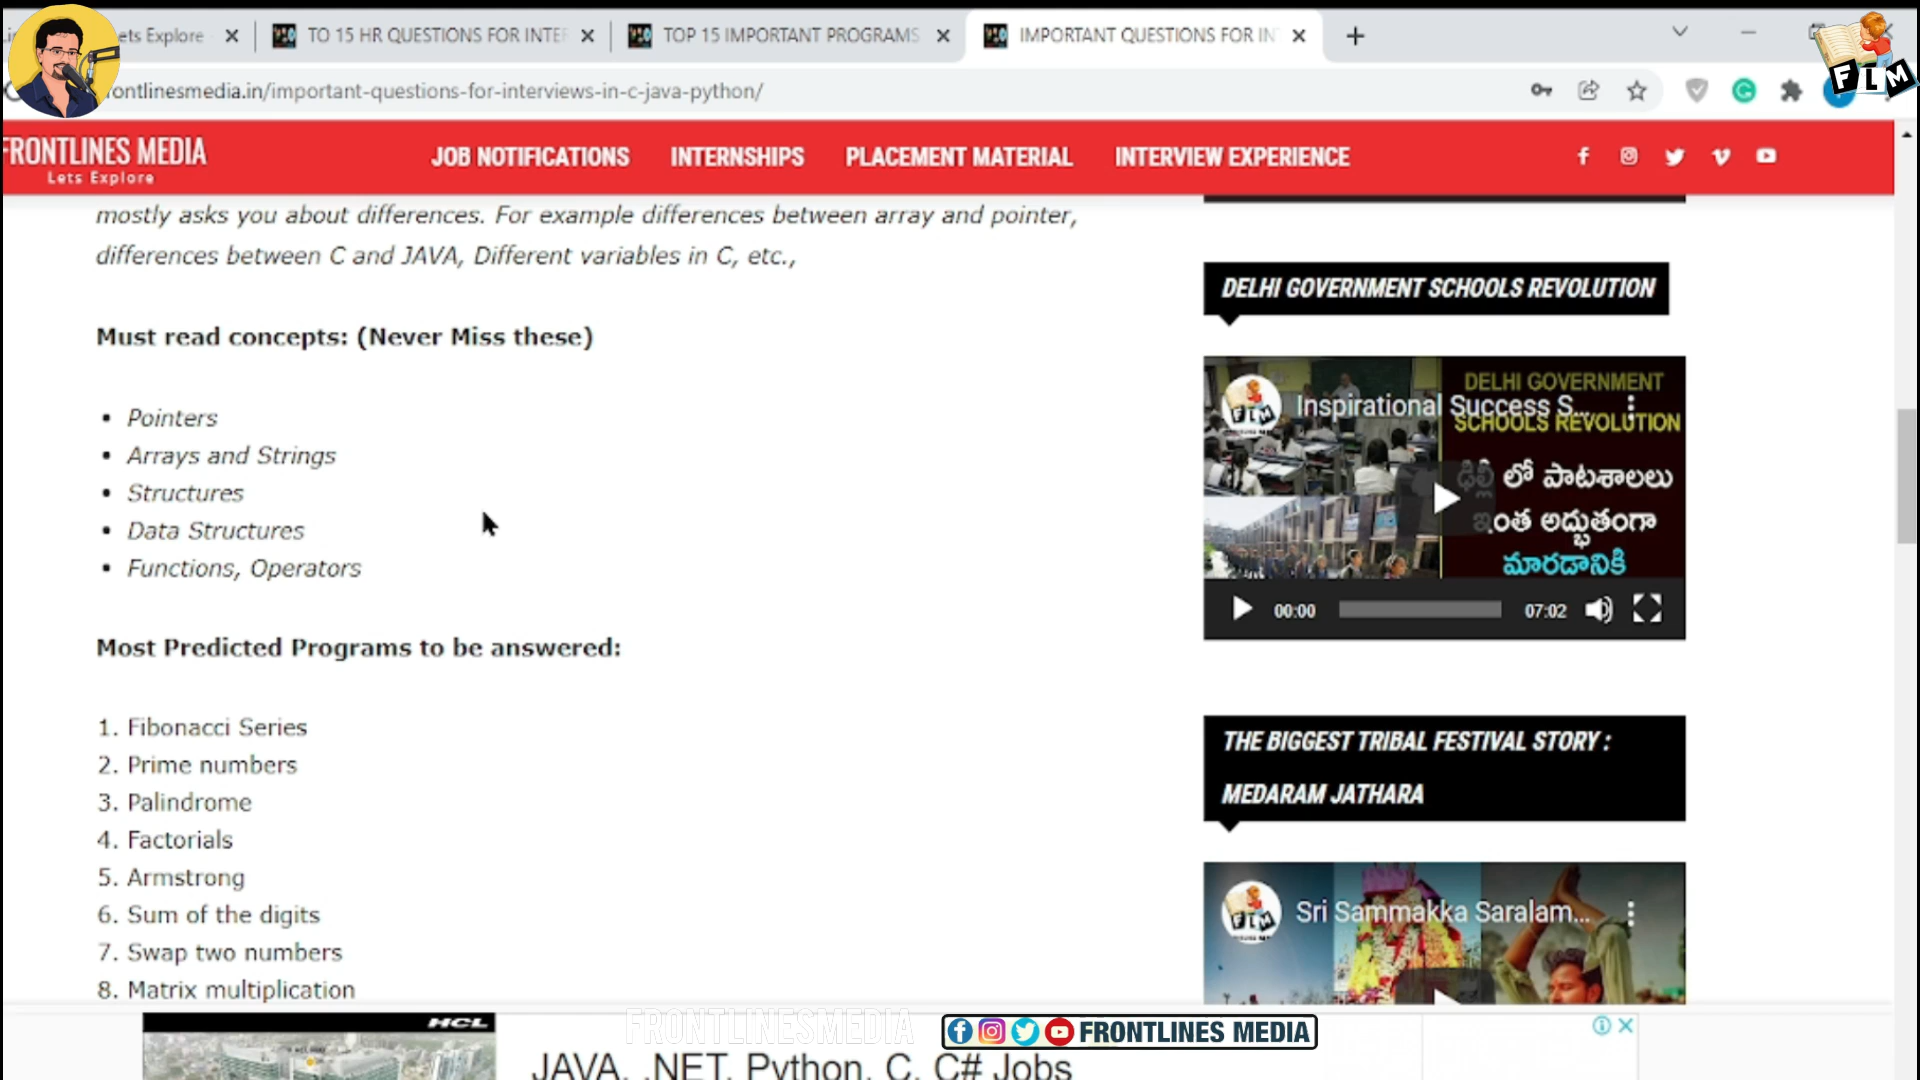 ets Explore
TO 15 HR QUESTIONS FOR INTER
TOP 15 IMPORTANT PROGRAMS
IMPORTANT QUESTIONS FOR IN
FLM
ontlinesmedia.in/important-questions-for-interviews-in-c-java-python/
FRONTLINES MEDIA
Lets Explore
JOB NOTIFICATIONS
INTERNSHIPS
PLACEMENT MATERIAL
INTERVIEW EXPERIENCE
mostly asks you about differences. For example differences between array and pointer,
differences between C and JAVA, Different variables in C, etc.,
Must read concepts: (Never Miss these)
• Pointers
• Arrays and Strings
• Structures
• Data Structures
• Functions, Operators
Most Predicted Programs to be answered:
1. Fibonacci Series
2. Prime numbers
3. Palindrome
4. Factorials
5. Armstrong
6. Sum of the digits
7. Swap two numbers
8. Matrix multiplication
DELHI GOVERNMENT SCHOOLS REVOLUTION
FLM
Inspirational Success S...
DELHI GOVERNMENT
SCHOOLS REVOLUTION
ఢిల్లీ లో పాటశాలలు
ఇంత అద్భుతంగా
మారడానికి
00:00
07:02
THE BIGGEST TRIBAL FESTIVAL STORY :
MEDARAM JATHARA
FLM
Sri Sammakka Saralam...
HCL
FRONTLINESMEDIA
FRONTLINES MEDIA
JAVA, .NET, Python, C, C# Jobs